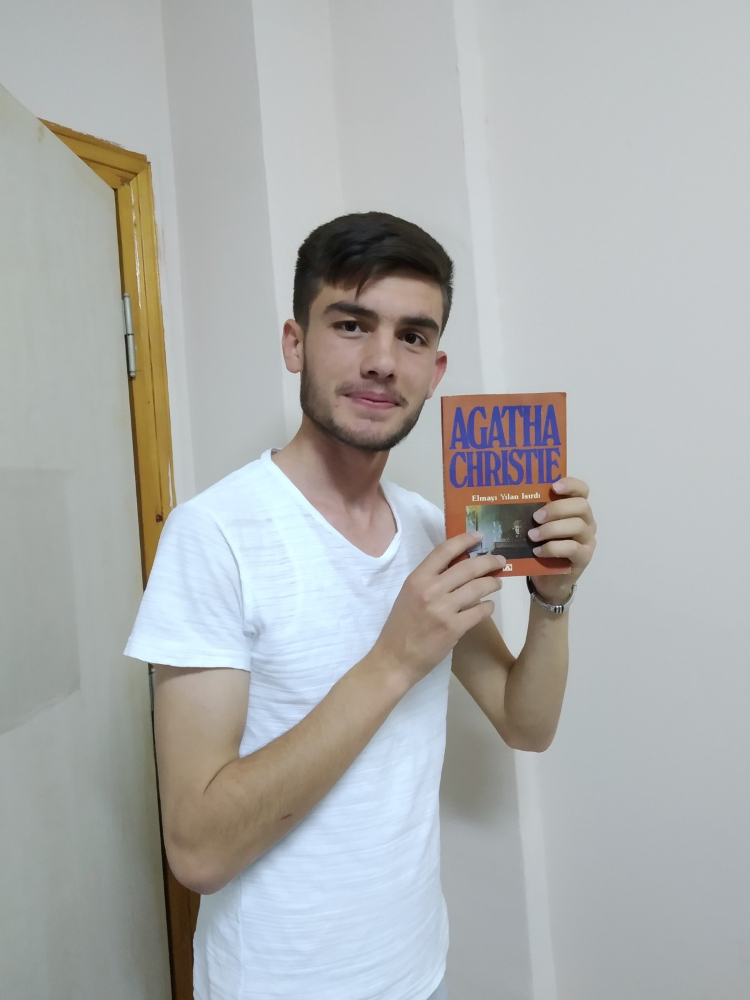 AGATHA
CHRISTIE
Elmayı Yılan Isırdı